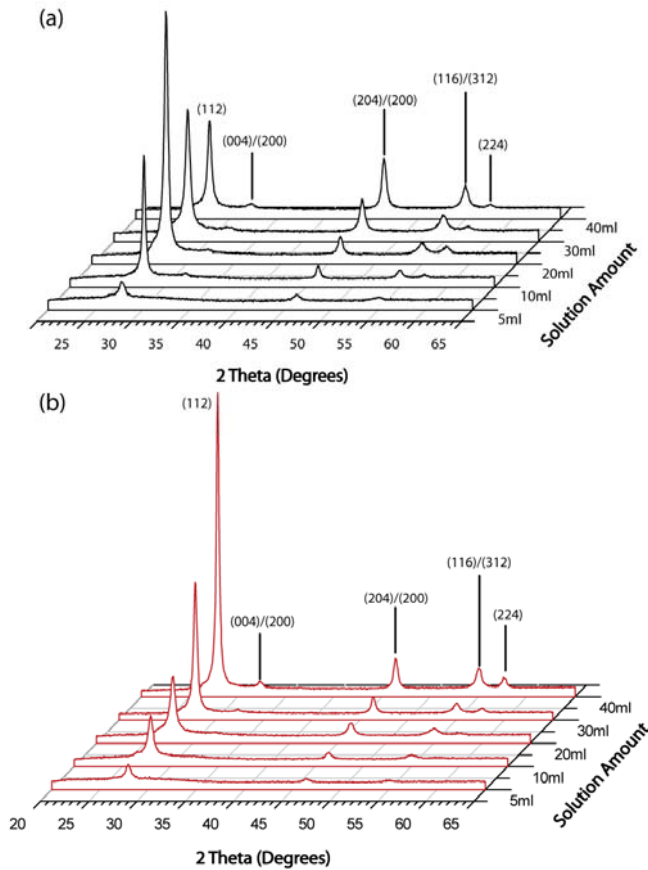 (a)
(116)/(312)
(204)/(200)
(112)
(004)/(200)
(224)
40ml
30ml
20ml
10ml
5ml
Solution Amount
25 30 35 40 45 50 55 60 65
2 Theta (Degrees)
(b)
(112)
(116)/(312)
(204)/(200)
(004)/(200)
(224)
40ml
30ml
20ml
10ml
5ml
Solution Amount
20 25 30 35 40 45 50 55 60 65
2 Theta (Degrees)